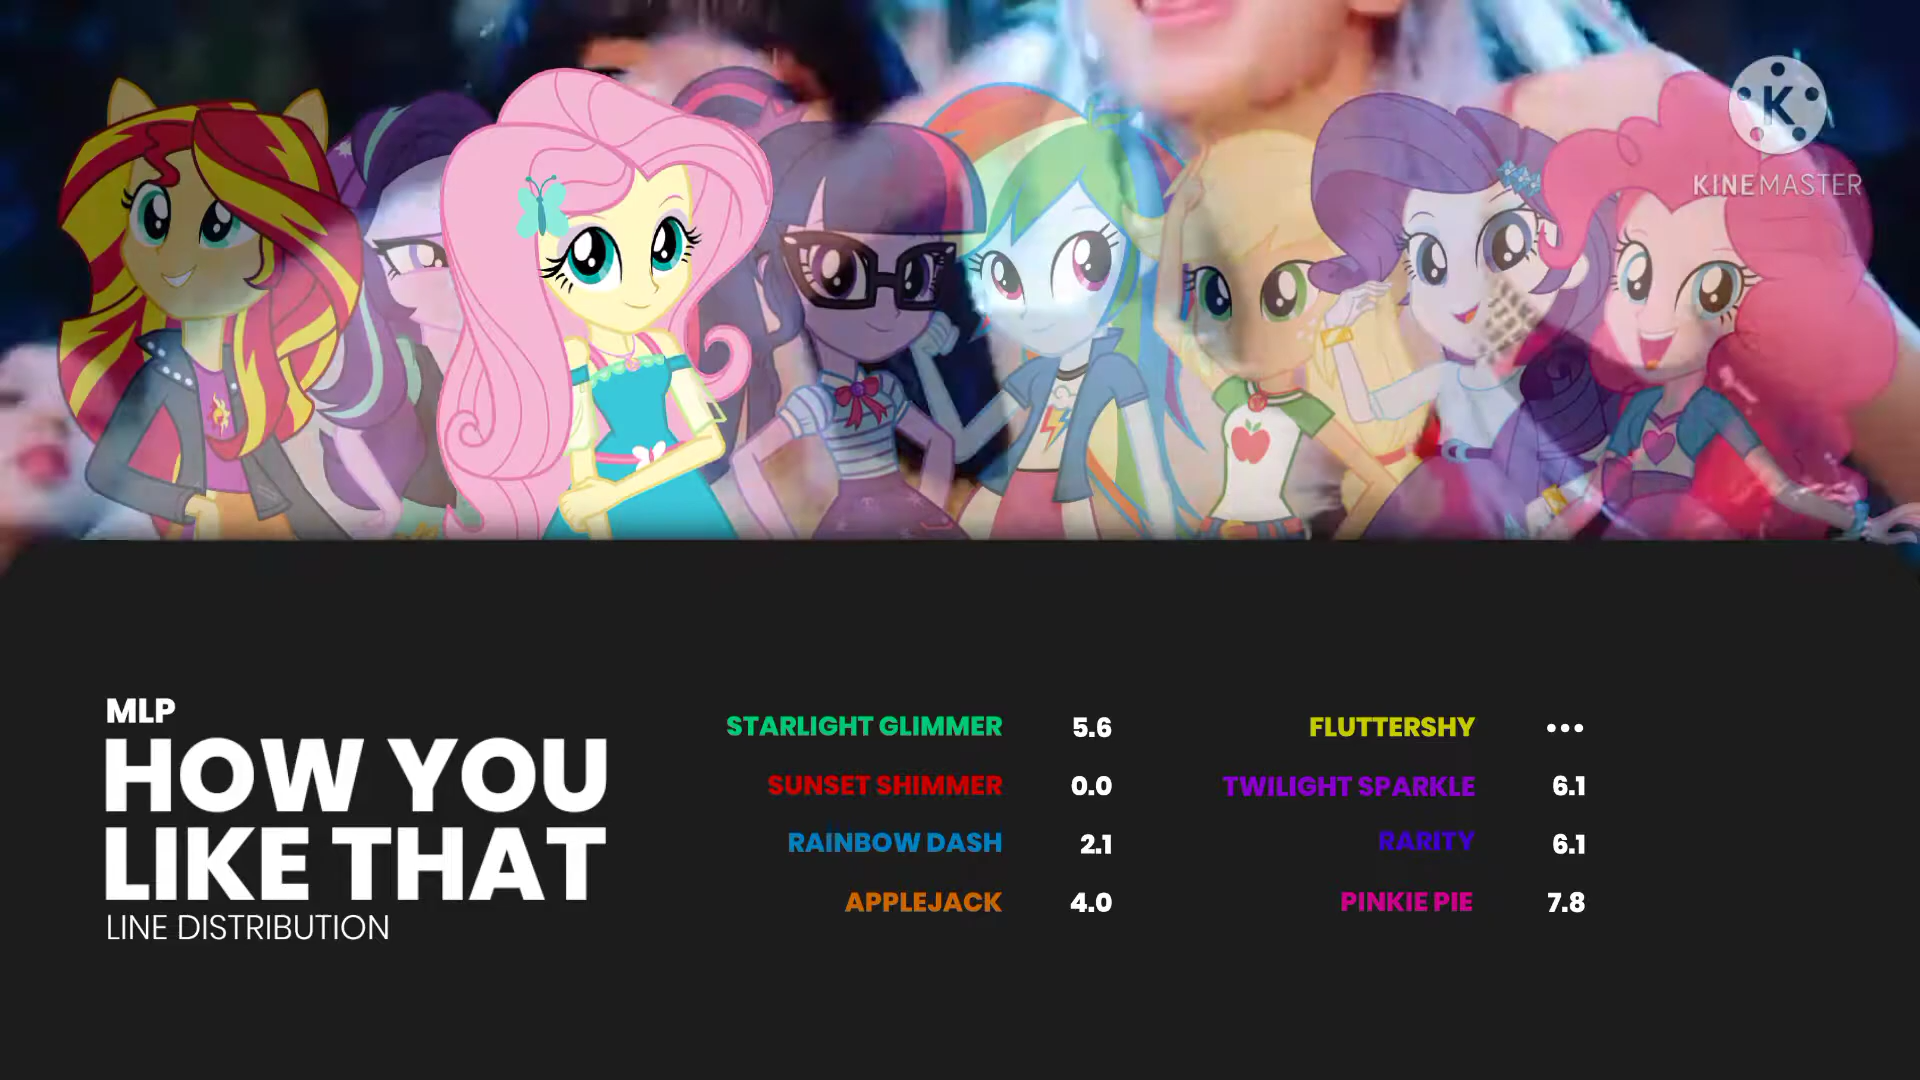 K
KINEMASTER
MLP
HOW YOU
LIKE THAT
LINE DISTRIBUTION
STARLIGHT GLIMMER 5.6
SUNSET SHIMMER 0.0
RAINBOW DASH 2.1
APPLEJACK 4.0
FLUTTERSHY •••
TWILIGHT SPARKLE 6.1
RARITY 6.1
PINKIE PIE 7.8